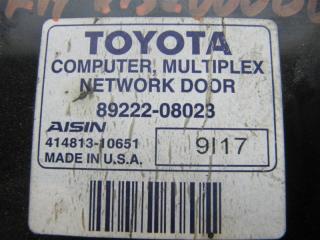 TOYOTA
COMPUTER, MULTIPLEX
NETWORK DOOR
89222-08023
AISIN
414813-10651
MADE IN U.S.A.
9I17